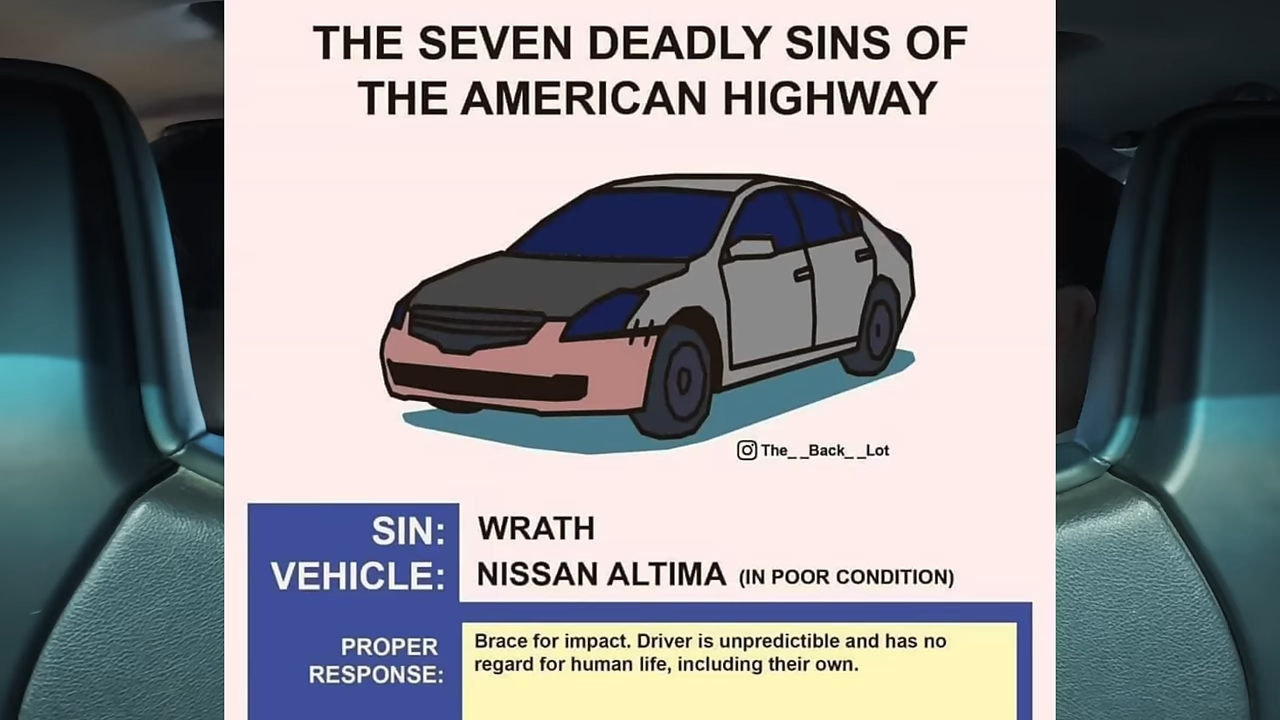 THE SEVEN DEADLY SINS OF
THE AMERICAN HIGHWAY
The_ _Back_ _Lot
SIN: WRATH
VEHICLE: NISSAN ALTIMA (IN POOR CONDITION)
PROPER
RESPONSE:
Brace for impact. Driver is unpredictible and has no
regard for human life, including their own.